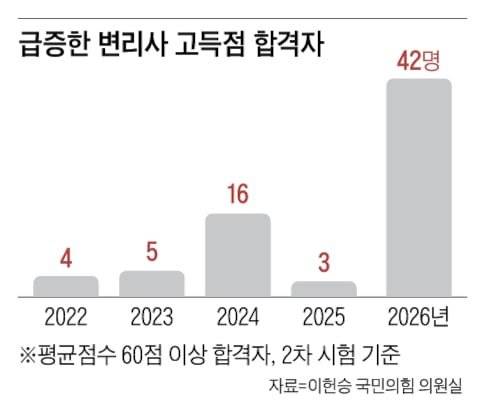 급증한 변리사 고득점 합격자
42명
16
4
5
3
2022 2023 2024 2025 2026년
※평균점수 60점 이상 합격자, 2차 시험 기준
자료=이헌승 국민의힘 의원실